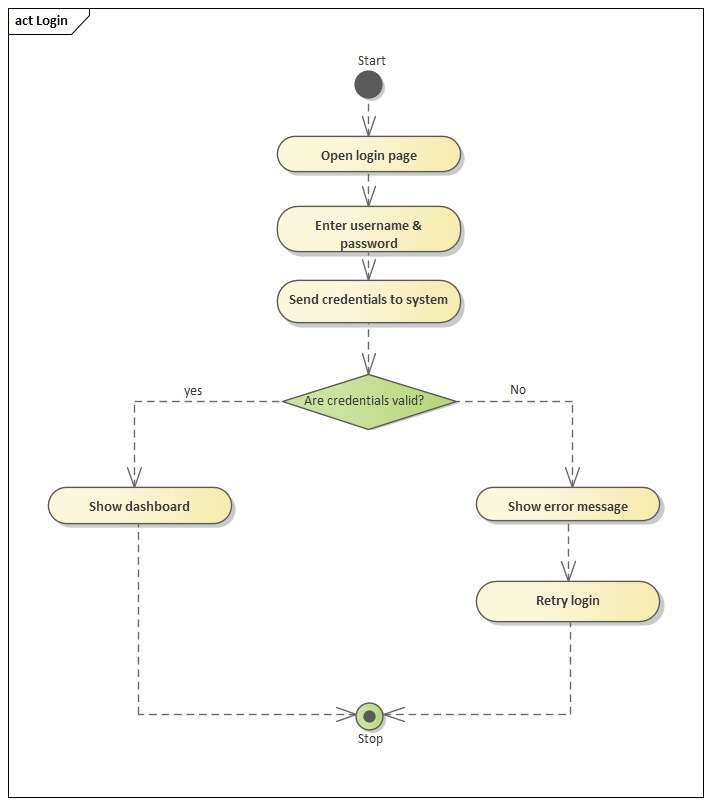 act Login
Start
Open login page
Enter username &
password
Send credentials to system
Are credentials valid?
yes
No
Show dashboard
Show error message
Retry login
Stop